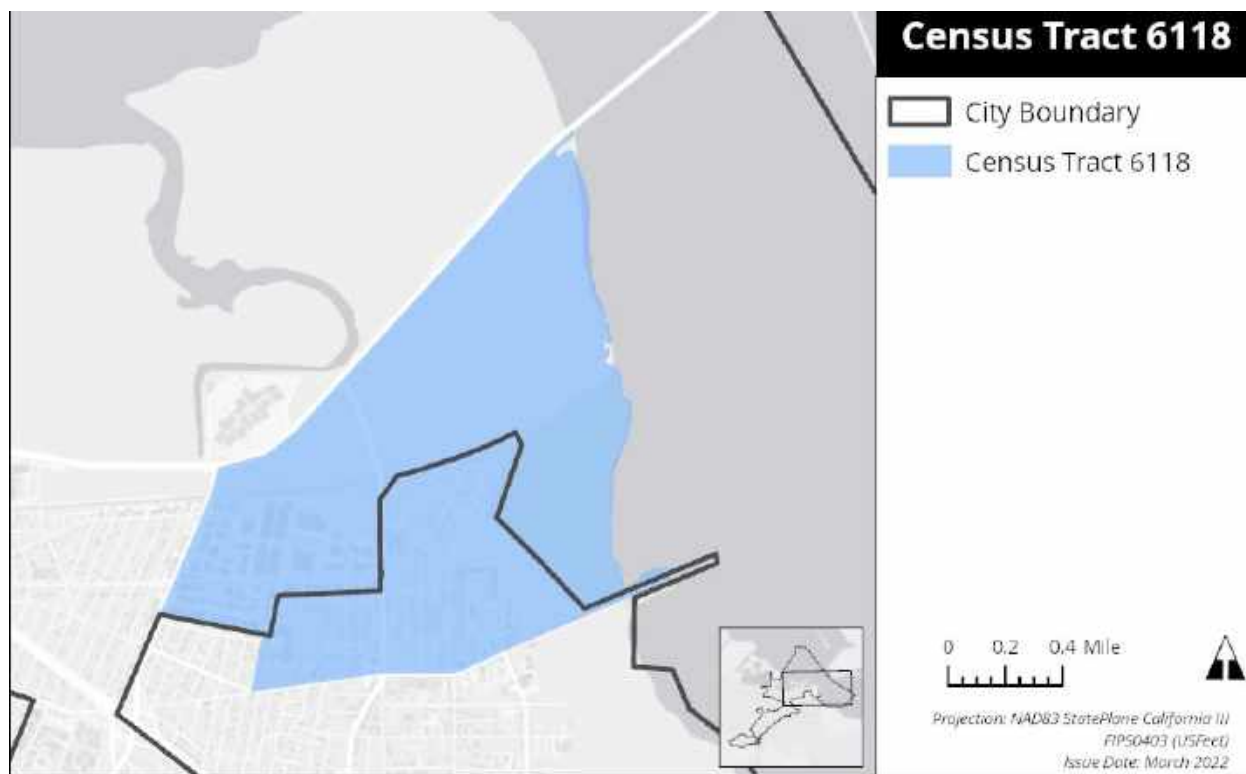 Census Tract 6118
City Boundary
Census Tract 6118
0 0.2 0.4 Mile
Projection: NAD83 StatePlane California III
FIPS0403 (USFeet)
Issue Date: March 2022